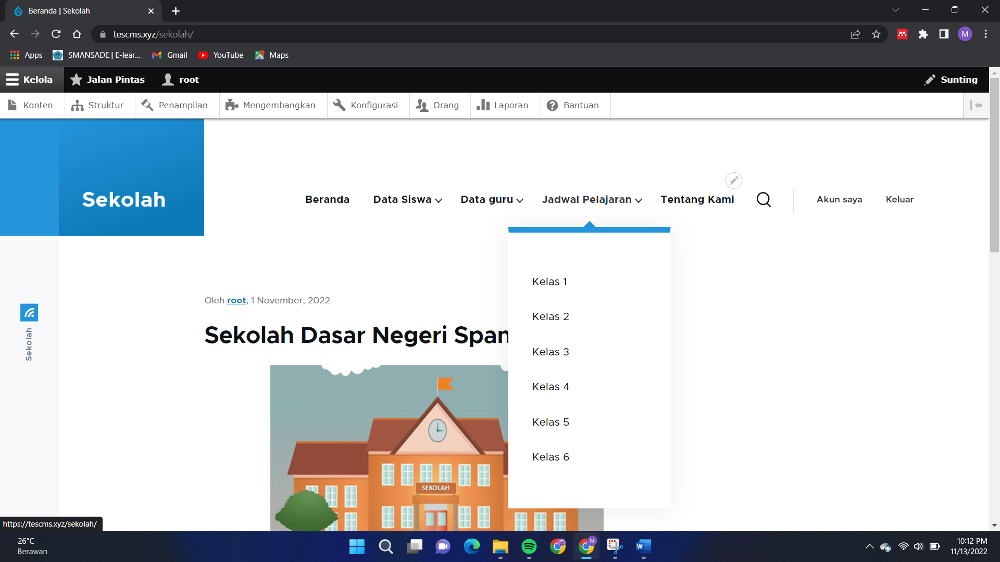 Beranda | Sekolah
tescms.xyz/sekolah/
M
Apps SMANSADE | E-lear... Gmail YouTube Maps
Kelola Jalan Pintas root Sunting
Konten Struktur Penampilan Mengembangkan Konfigurasi Orang Laporan Bantuan
Sekolah
Beranda Data Siswa Data guru Jadwal Pelajaran Tentang Kami Akun saya Keluar
Kelas 1
Kelas 2
Kelas 3
Kelas 4
Kelas 5
Kelas 6
Oleh root, 1 November, 2022
Sekolah Dasar Negeri Span
Sekolah
SEKOLAH
https://tescms.xyz/sekolah/
26°C
Berawan
M
W
10:12 PM
11/13/2022